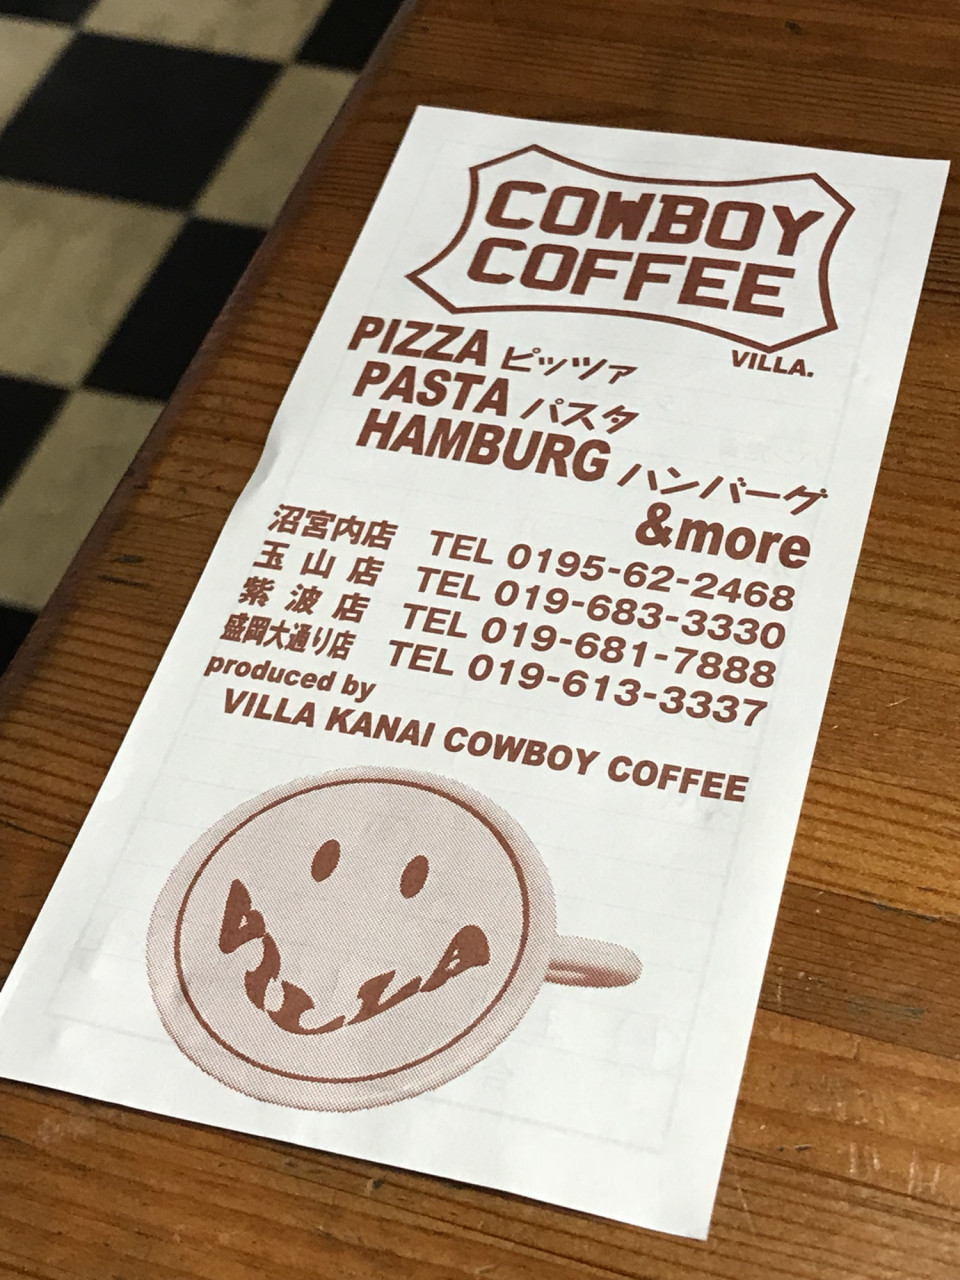 COWBOY
COFFEE
VILLA.
PIZZA ピッツァ
PASTA パスタ
HAMBURG ハンバーグ
&more
沼宮内店 TEL 0195-62-2468
玉山店 TEL 019-683-3330
紫波店 TEL 019-681-7888
盛岡大通り店 TEL 019-613-3337
produced by
VILLA KANAI COWBOY COFFEE